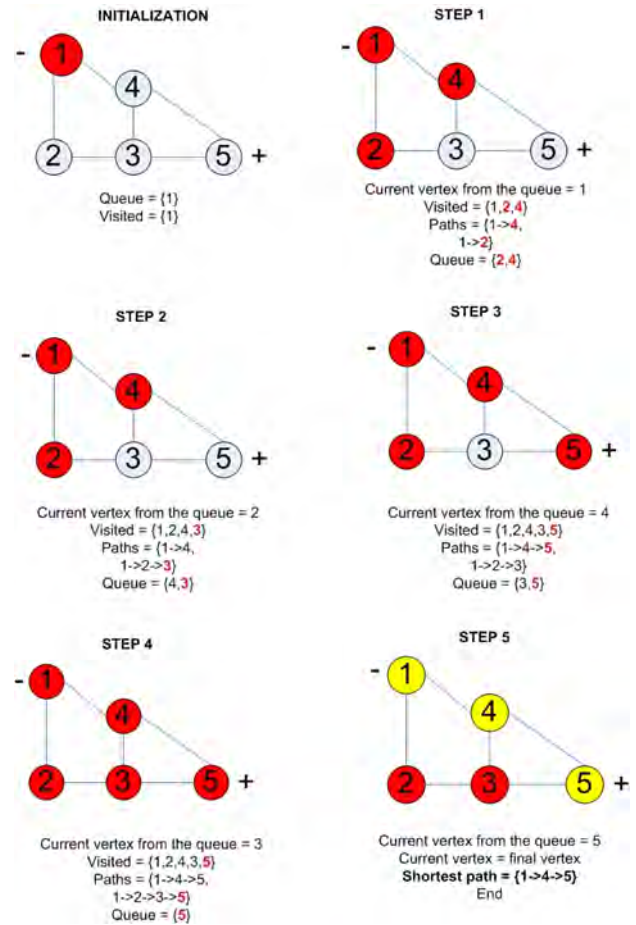 INITIALIZATION
-
1
4
2
3
5
+
Queue = {1}
Visited = {1}
STEP 1
-
1
4
2
3
5
+
Current vertex from the queue = 1
Visited = {1,2,4}
Paths = {1->4,
1->2}
Queue = {2,4}
STEP 2
-
1
4
2
3
5
+
Current vertex from the queue = 2
Visited = {1,2,4,3}
Paths = {1->4,
1->2->3}
Queue = {4,3}
STEP 3
-
1
4
2
3
5
+
Current vertex from the queue = 4
Visited = {1,2,4,3,5}
Paths = {1->4->5,
1->2->3}
Queue = {3,5}
STEP 4
-
1
4
2
3
5
+
Current vertex from the queue = 3
Visited = {1,2,4,3,5}
Paths = {1->4->5,
1->2->3->5}
Queue = {5}
STEP 5
-
1
4
2
3
5
+
Current vertex from the queue = 5
Current vertex = final vertex
Shortest path = {1->4->5}
End